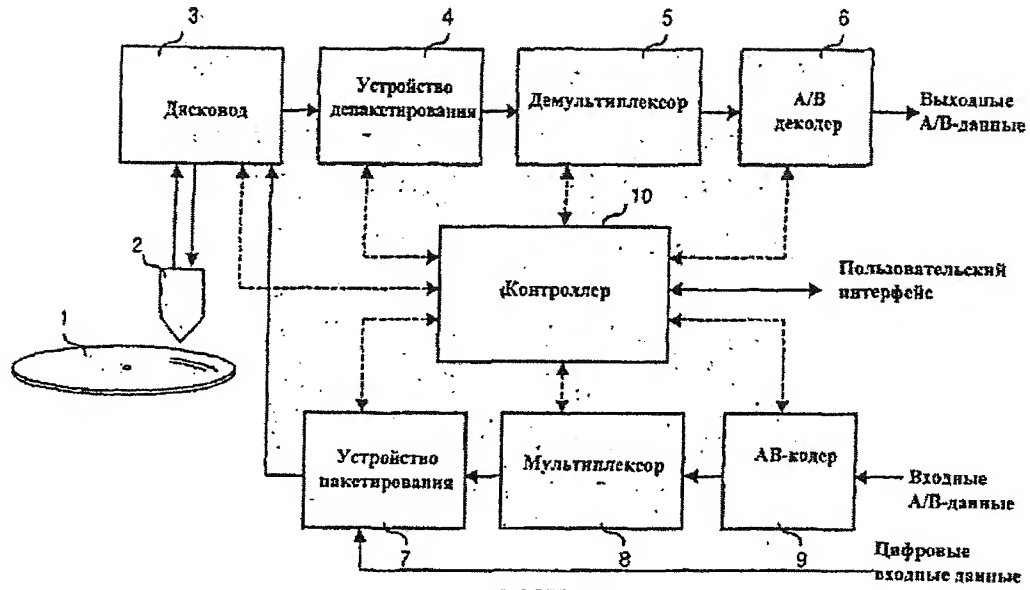 3
4
5
6
Дисковод
Устройство
депакетирования
Демультиплексор
А/В
декодер
Выходные
А/В-данные
10
2
Контроллер
Пользовательский
интерфейс
1
Устройство
пакетирования
Мультиплексор
АВ-кодер
Входные
А/В-данные
7
8
9
Цифровые
входные данные